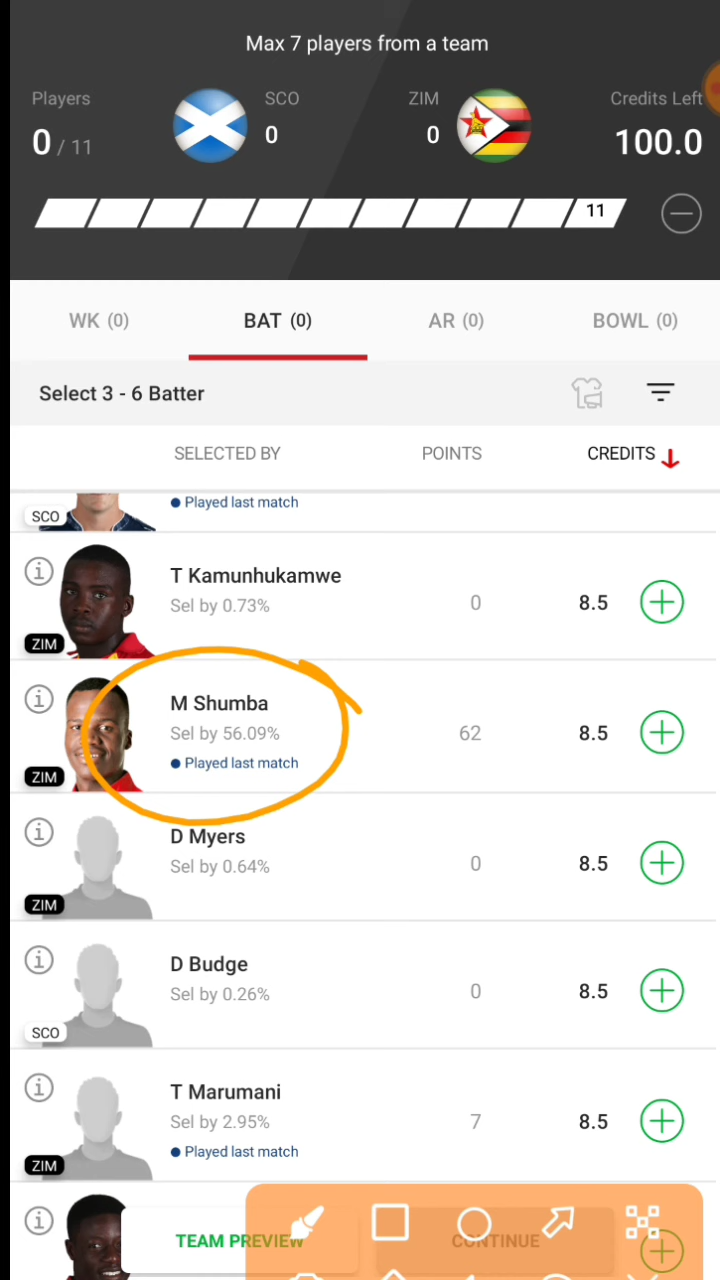 Max 7 players from a team
Players SCO ZIM Credits Left
0 / 11 0 0 100.0
11
WK (0) BAT (0) AR (0) BOWL (0)
Select 3 - 6 Batter
SELECTED BY POINTS CREDITS
SCO Played last match
T Kamunhukamwe
Sel by 0.73% 0 8.5
ZIM
M Shumba
Sel by 56.09% 62 8.5
Played last match
ZIM
D Myers
Sel by 0.64% 0 8.5
ZIM
D Budge
Sel by 0.26% 0 8.5
SCO
T Marumani
Sel by 2.95% 7 8.5
Played last match
ZIM
TEAM PREVIEW CONTINUE